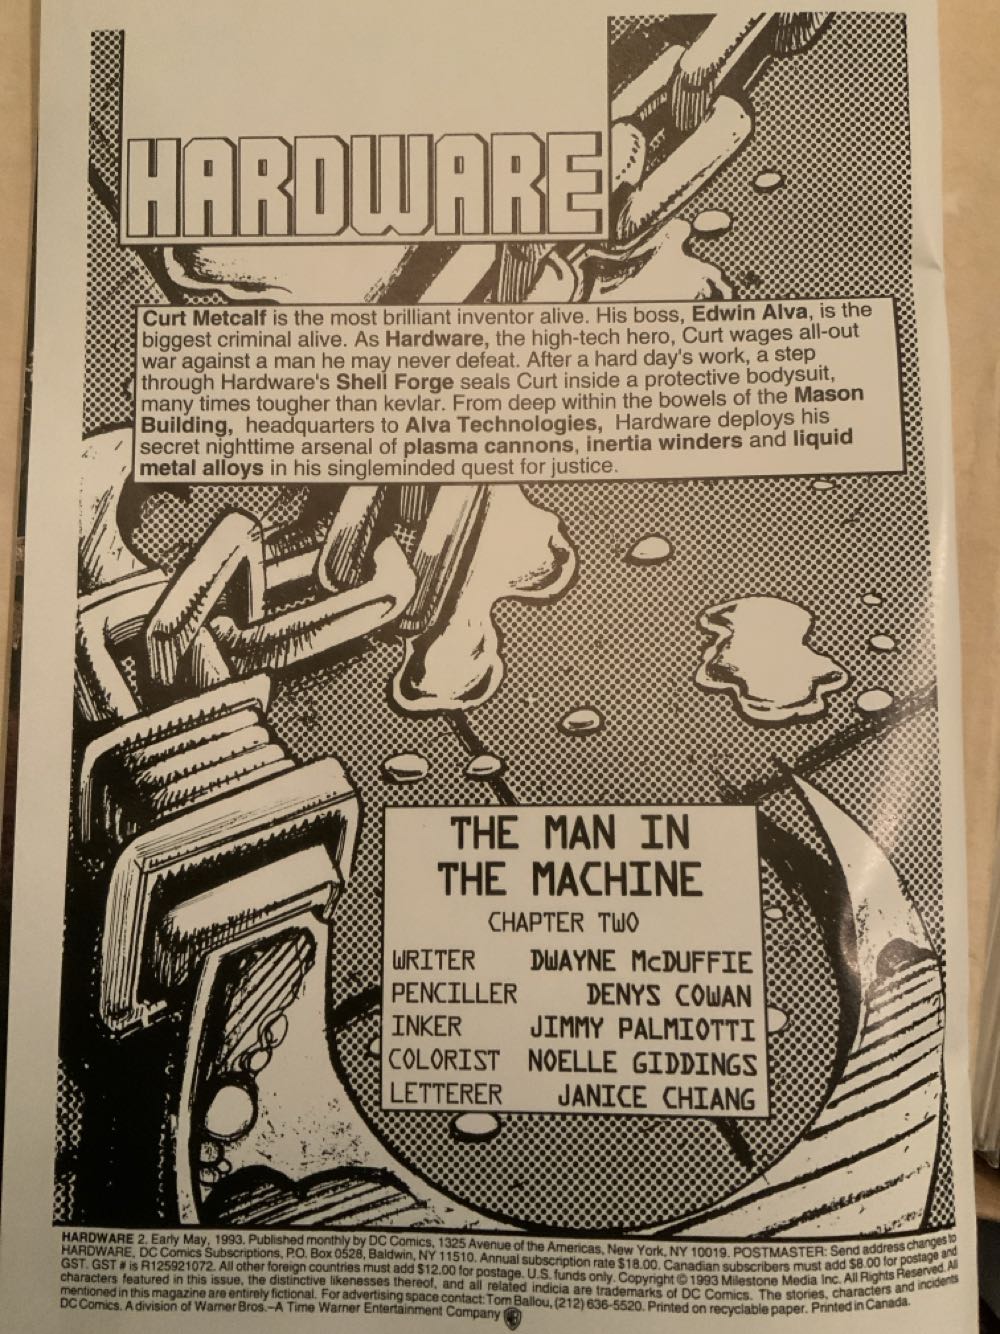 HARDWARE
Curt Metcalf is the most brilliant inventor alive. His boss, Edwin Alva, is the
biggest criminal alive. As Hardware, the high-tech hero, Curt wages all-out
war against a man he may never defeat. After a hard day's work, a step
through Hardware's Shell Forge seals Curt inside a protective bodysuit,
many times tougher than kevlar. From deep within the bowels of the Mason
Building, headquarters to Alva Technologies, Hardware deploys his
secret nighttime arsenal of plasma cannons, inertia winders and liquid
metal alloys in his singleminded quest for justice.
THE MAN IN
THE MACHINE
CHAPTER TWO
WRITER DWAYNE McDUFFIE
PENCILLER DENYS COWAN
INKER JIMMY PALMIOTTI
COLORIST NOELLE GIDDINGS
LETTERER JANICE CHIANG
HARDWARE 2. Early May, 1993. Published monthly by DC Comics, 1325 Avenue of the Americas, New York, NY 10019. POSTMASTER: Send address changes to
HARDWARE, DC Comics Subscriptions, P.O. Box 0528, Baldwin, NY 11510. Annual subscription rate $18.00. Canadian subscribers must add $8.00 for postage and
GST. GST # is R125921072. All other foreign countries must add $12.00 for postage. U.S. funds only. Copyright © 1993 Milestone Media Inc. All Rights Reserved. All
characters featured in this issue, the distinctive likenesses thereof, and all related indicia are trademarks of DC Comics. The stories, characters and incidents
mentioned in this magazine are entirely fictional. For advertising space contact: Tom Ballou, (212) 636-5520. Printed on recyclable paper. Printed in Canada.
DC Comics. A division of Warner Bros.–A Time Warner Entertainment Company